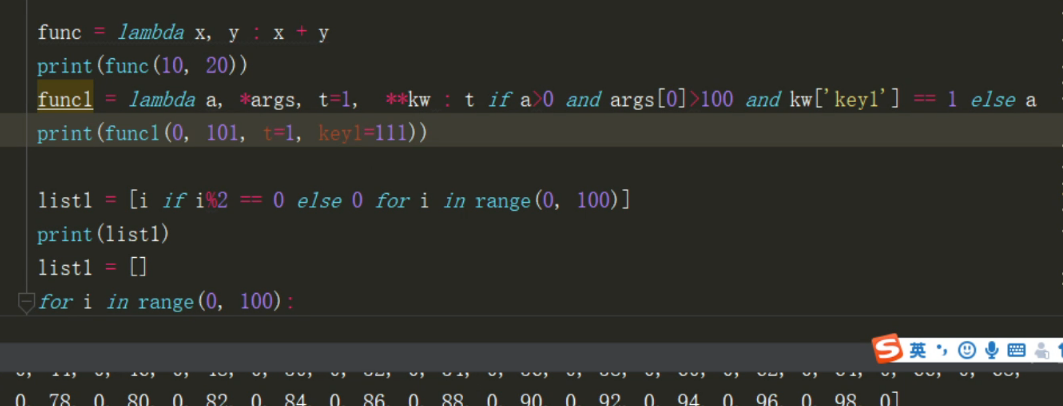 func = lambda x, y : x + y
print(func(10, 20))
func1 = lambda a, *args, t=1,  **kw : t if a>0 and args[0]>100 and kw['key1'] == 1 else a
print(func1(0, 101, t=1, key1=111))
list1 = [i if i%2 == 0 else 0 for i in range(0, 100)]
print(list1)
list1 = []
for i in range(0, 100):
S 英
0, 78, 0, 80, 0, 82, 0, 84, 0, 86, 0, 88, 0, 90, 0, 92, 0, 94, 0, 96, 0, 98, 0]